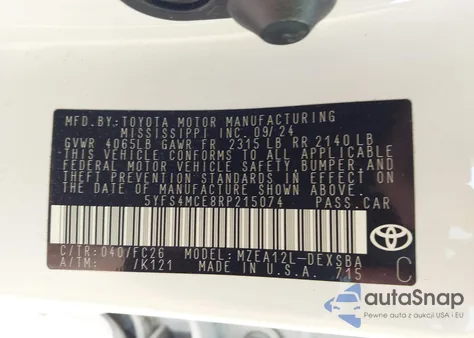 MFD.BY: TOYOTA MOTOR MANUFACTURING
MISSISSIPPI INC. 09/24
GVWR 4065LB GAWR FR 2315 LB RR 2140 LB
THIS VEHICLE CONFORMS TO ALL APPLICABLE
FEDERAL MOTOR VEHICLE SAFETY, BUMPER, AND
THEFT PREVENTION STANDARDS IN EFFECT ON
THE DATE OF MANUFACTURE SHOWN ABOVE.
5YFS4MCE8RP215074 PASS.CAR
C/TR: 040/FC26 MODEL: MZEA12L-DEXSBA
A/TM: /K121 MADE IN U.S.A. 715
C
autaSnap
Aukcje i pełen import z USA i EU